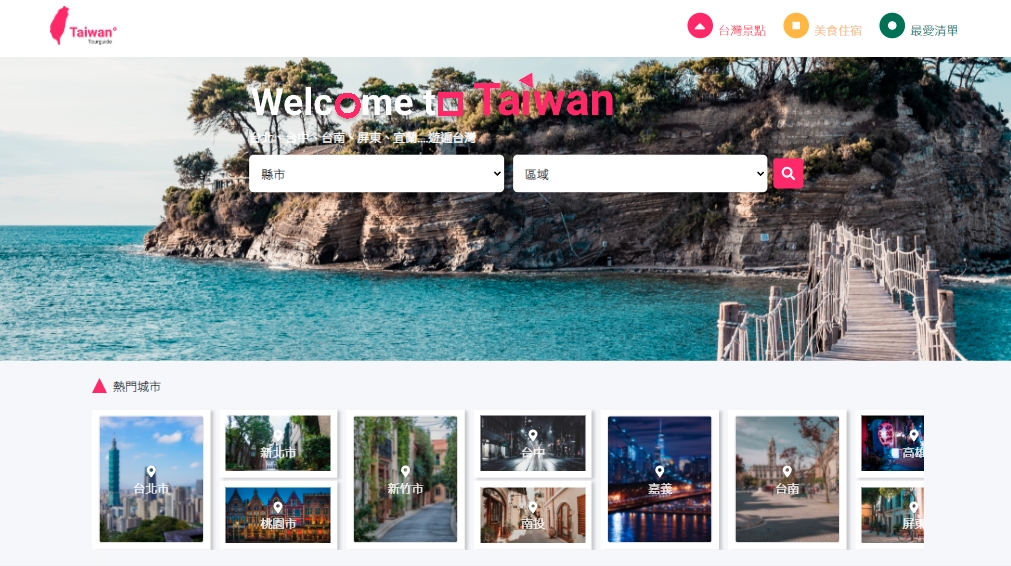 Taiwan°
Tourguide
台灣景點
美食住宿
最愛清單
Welcome to Taiwan
台北、台中、台南、屏東、宜蘭……遊遍台灣
縣市
區域
熱門城市
台北市
新北市
桃園市
新竹市
台中
南投
嘉義
台南
高雄
屏東